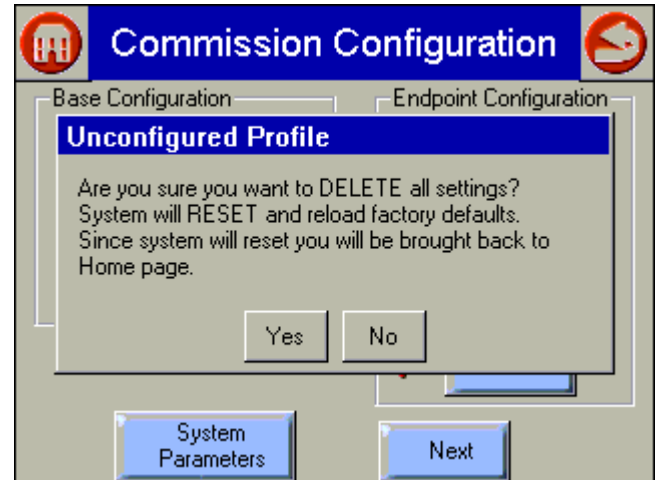 Commission Configuration
Base Configuration
Endpoint Configuration
Unconfigured Profile
Are you sure you want to DELETE all settings?
System will RESET and reload factory defaults.
Since system will reset you will be brought back to
Home page.
Yes
No
System
Parameters
Next